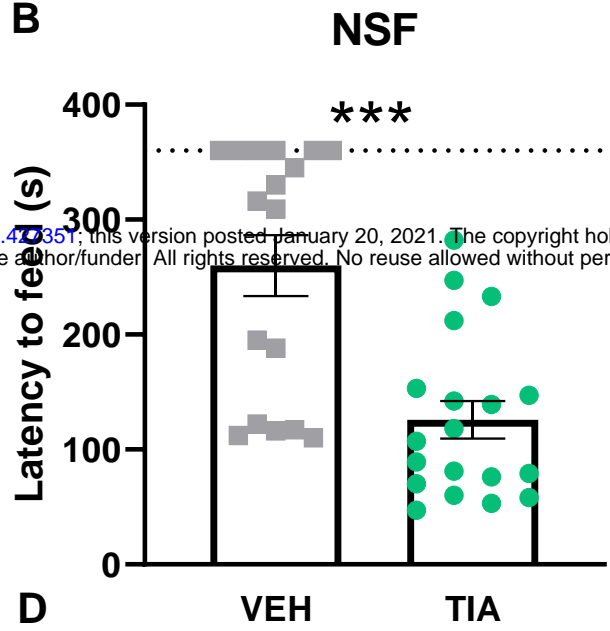 B
NSF
400
***
300
.427351; this version posted January 20, 2021. The copyright hol
e author/funder. All rights reserved. No reuse allowed without per
Latency to feed (s)
200
100
0
VEH TIA
D